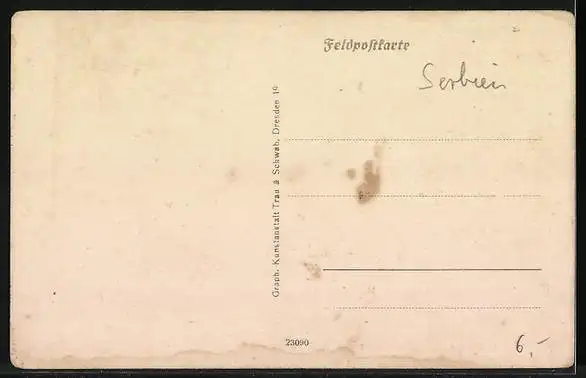 Feldpostkarte
Serbien
Graph. Kunstanstalt Trau & Schwab, Dresden 19
23090
6,-